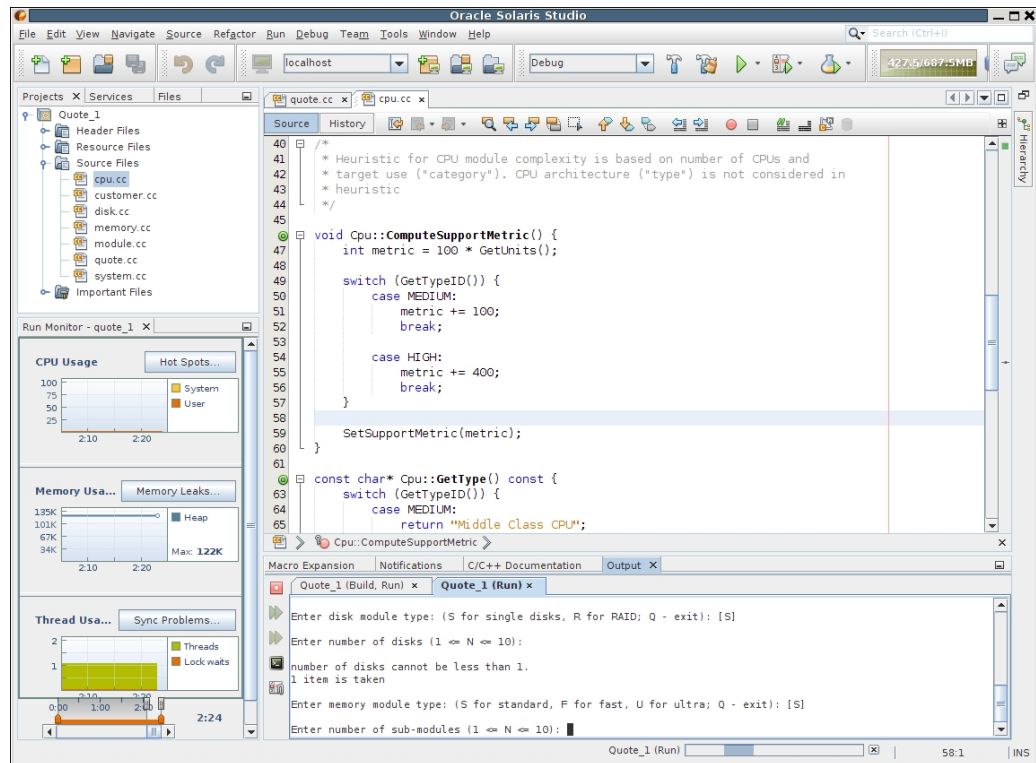 Oracle Solaris Studio
File Edit View Navigate Source Refactor Run Debug Team Tools Window Help
Search (Ctrl+I)
localhost
Debug
427.5/687.5MB
Projects Services Files
Quote_1
Header Files
Resource Files
Source Files
cpu.cc
customer.cc
disk.cc
memory.cc
module.cc
quote.cc
system.cc
Important Files
Run Monitor - quote_1
CPU Usage Hot Spots...
100
75
50
25
System
User
2:10 2:20
Memory Usa... Memory Leaks...
135K
101K
67K
34K
Heap
Max: 122K
2:10 2:20
Thread Usa... Sync Problems...
2
1
Threads
Lock waits
2:10 2:20
0:00 1:00 2:00
2:24
quote.cc cpu.cc
Source History
Hierarchy
40 /*
41 * Heuristic for CPU module complexity is based on number of CPUs and
42 * target use ("category"). CPU architecture ("type") is not considered in
43 * heuristic
44 */
45
void Cpu::ComputeSupportMetric() {
47 int metric = 100 * GetUnits();
48
49 switch (GetTypeID()) {
50 case MEDIUM:
51 metric += 100;
52 break;
53
54 case HIGH:
55 metric += 400;
56 break;
57 }
58
59 SetSupportMetric(metric);
60 }
61
const char* Cpu::GetType() const {
63 switch (GetTypeID()) {
64 case MEDIUM:
65 return "Middle Class CPU";
Cpu::ComputeSupportMetric
Macro Expansion Notifications C/C++ Documentation Output
Quote_1 (Build, Run) Quote_1 (Run)
Enter disk module type: (S for single disks, R for RAID; Q - exit): [S]
Enter number of disks (1 <= N <= 10):
number of disks cannot be less than 1.
1 item is taken
Enter memory module type: (S for standard, F for fast, U for ultra; Q - exit): [S]
Enter number of sub-modules (1 <= N <= 10):
Quote_1 (Run) 58:1 INS